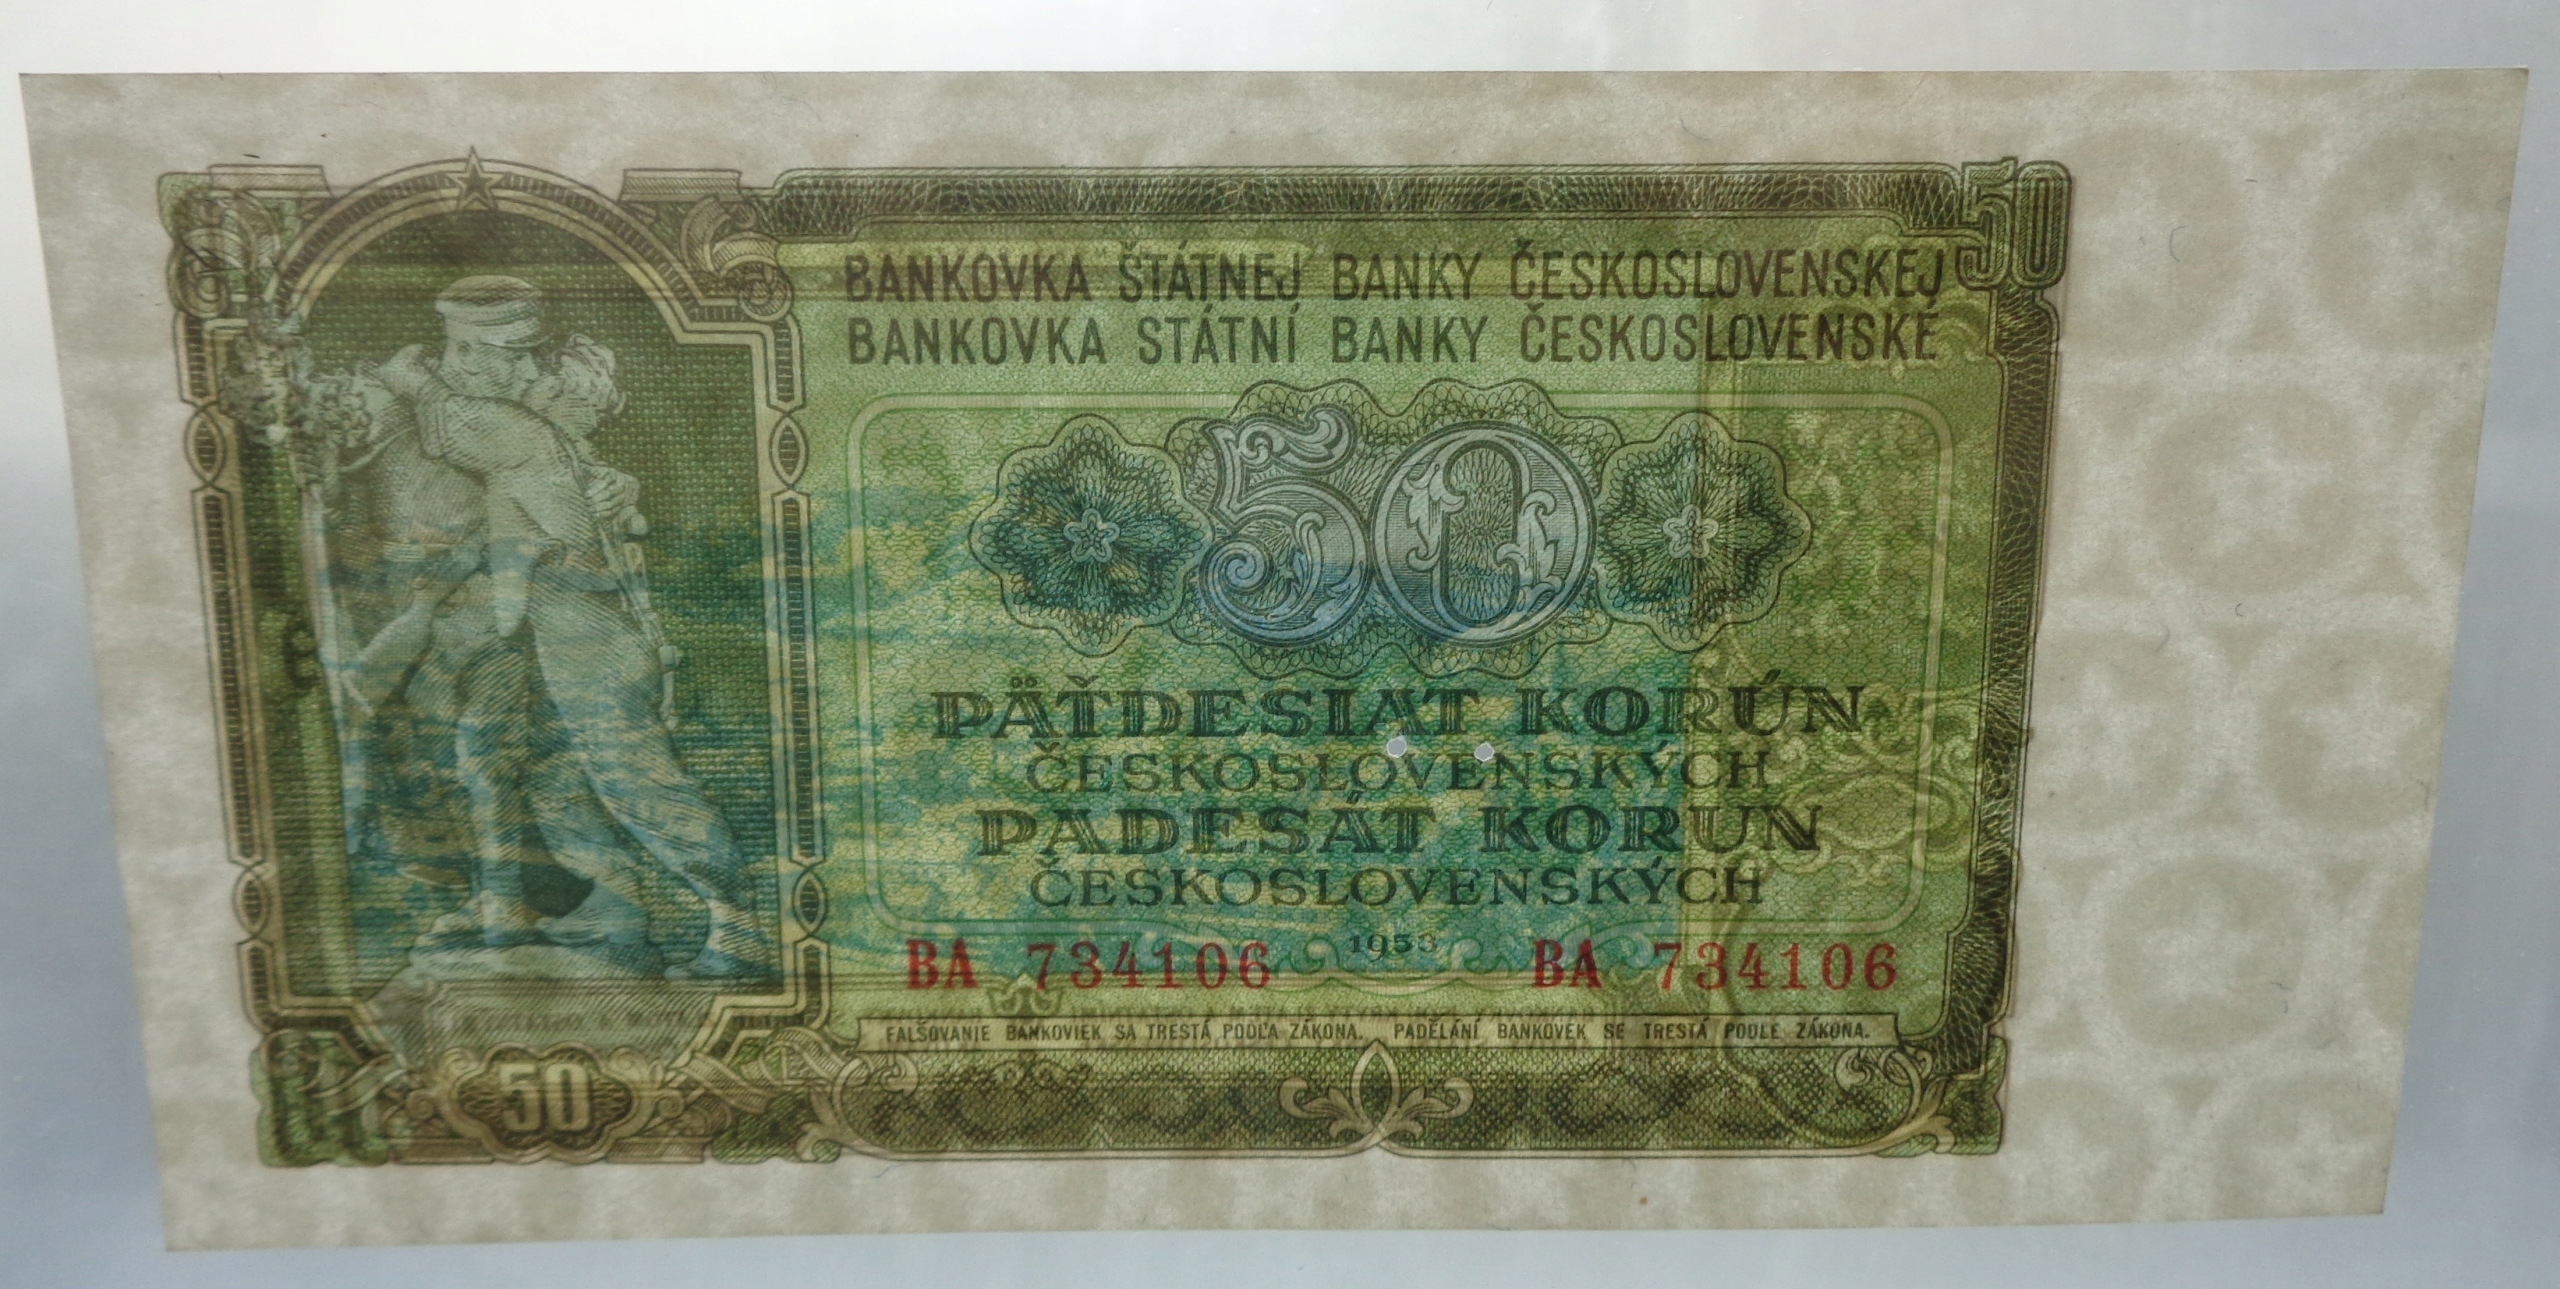 50
BANKOVKA ŠTÁTNEJ BANKY ČESKOSLOVENSKEJ
BANKOVKA STÁTNÍ BANKY ČESKOSLOVENSKÉ
50
PÄŤDESIAT KORÚN
ČESKOSLOVENSKÝCH
PADESÁT KORUN
ČESKOSLOVENSKÝCH
1953
BA 734106 BA 734106
FALŠOVANIE BANKOVIEK SA TRESTÁ PODĽA ZÁKONA. PADĚLÁNÍ BANKOVEK SE TRESTÁ PODLE ZÁKONA.
50